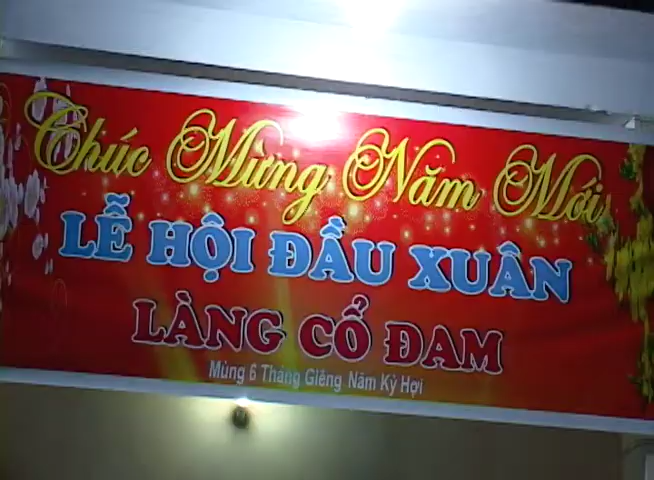 Chúc Mừng Năm Mới
LỄ HỘI ĐẦU XUÂN
LÀNG CỔ ĐAM
Mùng 6 Tháng Giêng Năm Kỷ Hợi